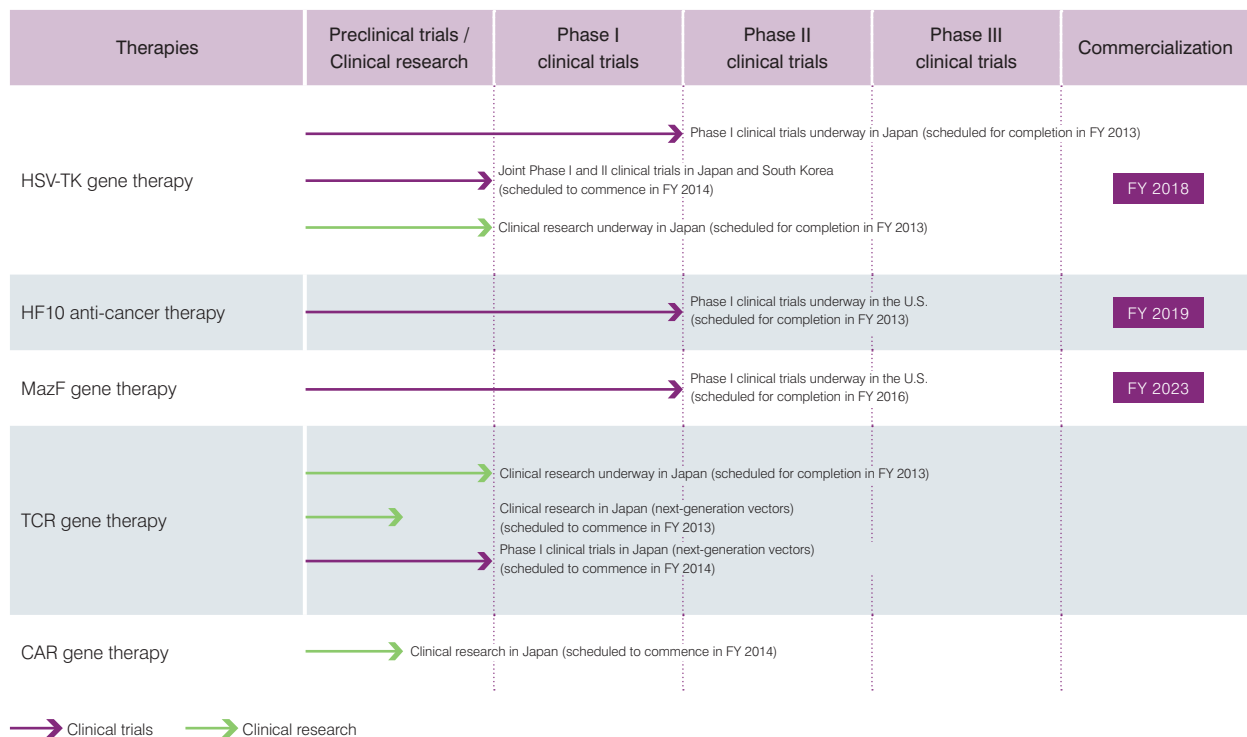 Therapies
Preclinical trials /
Clinical research
Phase I
clinical trials
Phase II
clinical trials
Phase III
clinical trials
Commercialization
HSV-TK gene therapy
Phase I clinical trials underway in Japan (scheduled for completion in FY 2013)
Joint Phase I and II clinical trials in Japan and South Korea
(scheduled to commence in FY 2014)
Clinical research underway in Japan (scheduled for completion in FY 2013)
FY 2018
HF10 anti-cancer therapy
Phase I clinical trials underway in the U.S.
(scheduled for completion in FY 2013)
FY 2019
MazF gene therapy
Phase I clinical trials underway in the U.S.
(scheduled for completion in FY 2016)
FY 2023
TCR gene therapy
Clinical research underway in Japan (scheduled for completion in FY 2013)
Clinical research in Japan (next-generation vectors)
(scheduled to commence in FY 2013)
Phase I clinical trials in Japan (next-generation vectors)
(scheduled to commence in FY 2014)
CAR gene therapy
Clinical research in Japan (scheduled to commence in FY 2014)
Clinical trials
Clinical research